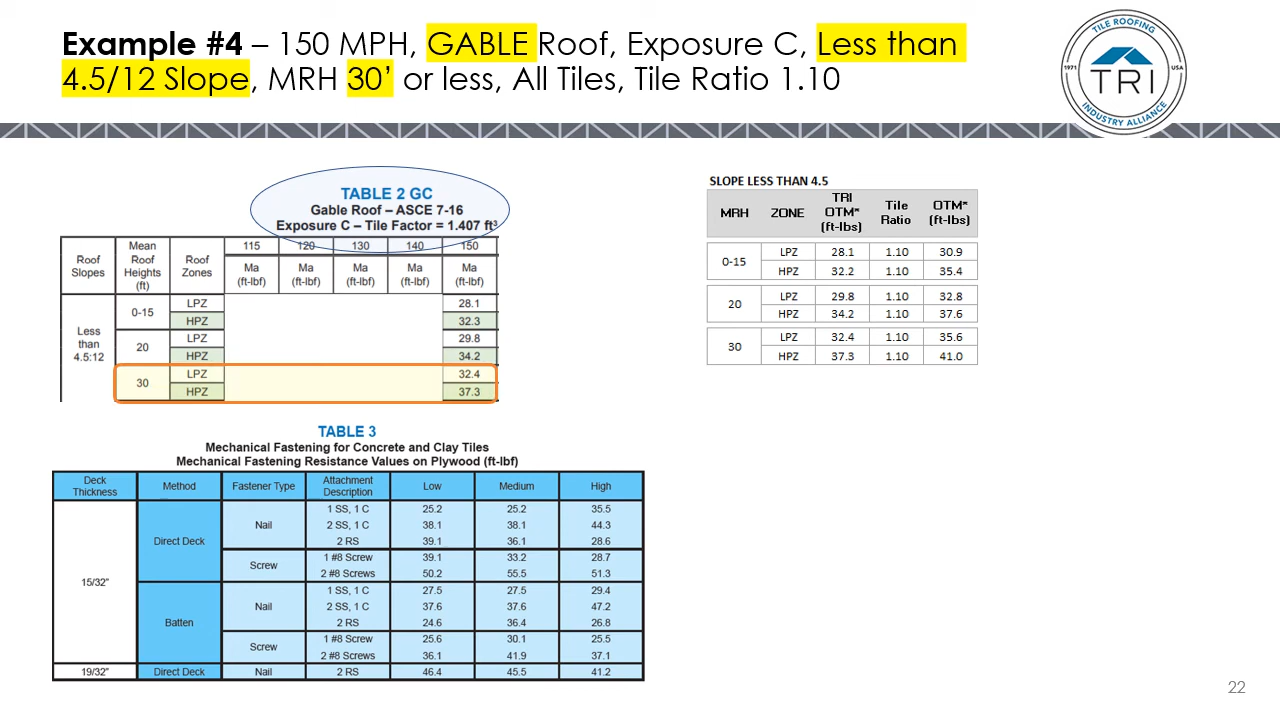 Example #4 – 150 MPH, GABLE Roof, Exposure C, Less than
4.5/12 Slope, MRH 30’ or less, All Tiles, Tile Ratio 1.10
TILE ROOFING
1971 TRI USA
INDUSTRY ALLIANCE
TABLE 2 GC
Gable Roof – ASCE 7-16
Exposure C – Tile Factor = 1.407 ft³
Roof Slopes Mean Roof Heights (ft) Roof Zones 115 120 130 140 150
Ma (ft-lbf) Ma (ft-lbf) Ma (ft-lbf) Ma (ft-lbf) Ma (ft-lbf)
Less than 4.5:12 0-15 LPZ 28.1
HPZ 32.3
20 LPZ 29.8
HPZ 34.2
30 LPZ 32.4
HPZ 37.3
SLOPE LESS THAN 4.5
MRH ZONE TRI OTM* (ft-lbs) Tile Ratio OTM* (ft-lbs)
0-15 LPZ 28.1 1.10 30.9
HPZ 32.2 1.10 35.4
20 LPZ 29.8 1.10 32.8
HPZ 34.2 1.10 37.6
30 LPZ 32.4 1.10 35.6
HPZ 37.3 1.10 41.0
TABLE 3
Mechanical Fastening for Concrete and Clay Tiles
Mechanical Fastening Resistance Values on Plywood (ft-lbf)
Deck Thickness Method Fastener Type Attachment Description Low Medium High
15/32" Direct Deck Nail 1 SS, 1 C 25.2 25.2 35.5
2 SS, 1 C 38.1 38.1 44.3
2 RS 39.1 36.1 28.6
Screw 1 #8 Screw 39.1 33.2 28.7
2 #8 Screws 50.2 55.5 51.3
Batten Nail 1 SS, 1 C 27.5 27.5 29.4
2 SS, 1 C 37.6 37.6 47.2
2 RS 24.6 36.4 26.8
Screw 1 #8 Screw 25.6 30.1 25.5
2 #8 Screws 36.1 41.9 37.1
19/32" Direct Deck Nail 2 RS 46.4 45.5 41.2
22